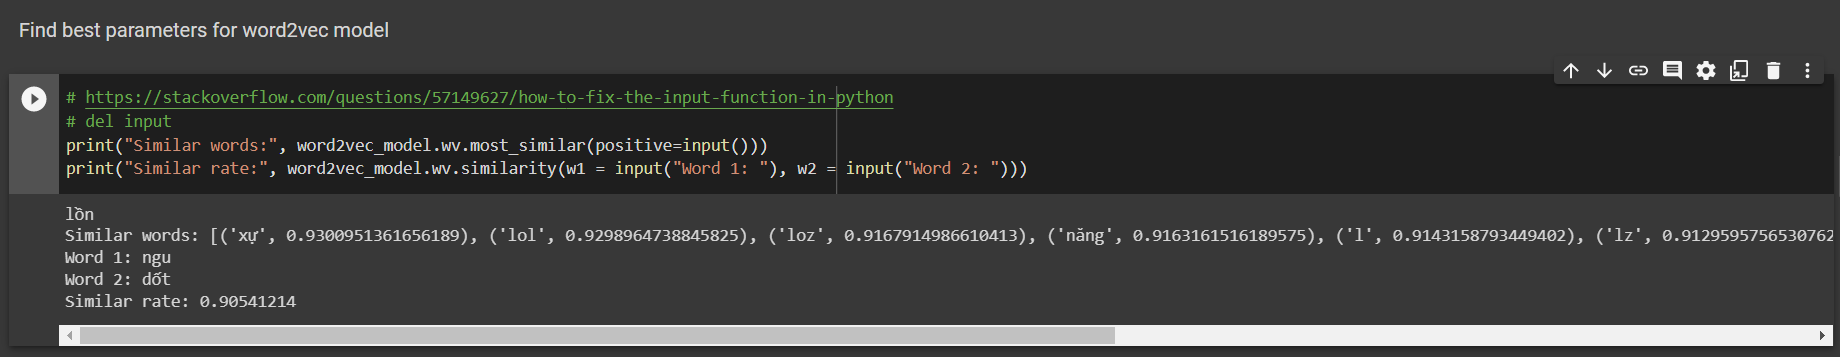 Find best parameters for word2vec model
# https://stackoverflow.com/questions/57149627/how-to-fix-the-input-function-in-python
# del input
print("Similar words:", word2vec_model.wv.most_similar(positive=input()))
print("Similar rate:", word2vec_model.wv.similarity(w1 = input("Word 1: "), w2 = input("Word 2: ")))
lồn
Similar words: [('xự', 0.9300951361656189), ('lol', 0.9298964738845825), ('loz', 0.9167914986610413), ('năng', 0.9163161516189575), ('l', 0.9143158793449402), ('lz', 0.9129595756530762
Word 1: ngu
Word 2: dốt
Similar rate: 0.90541214